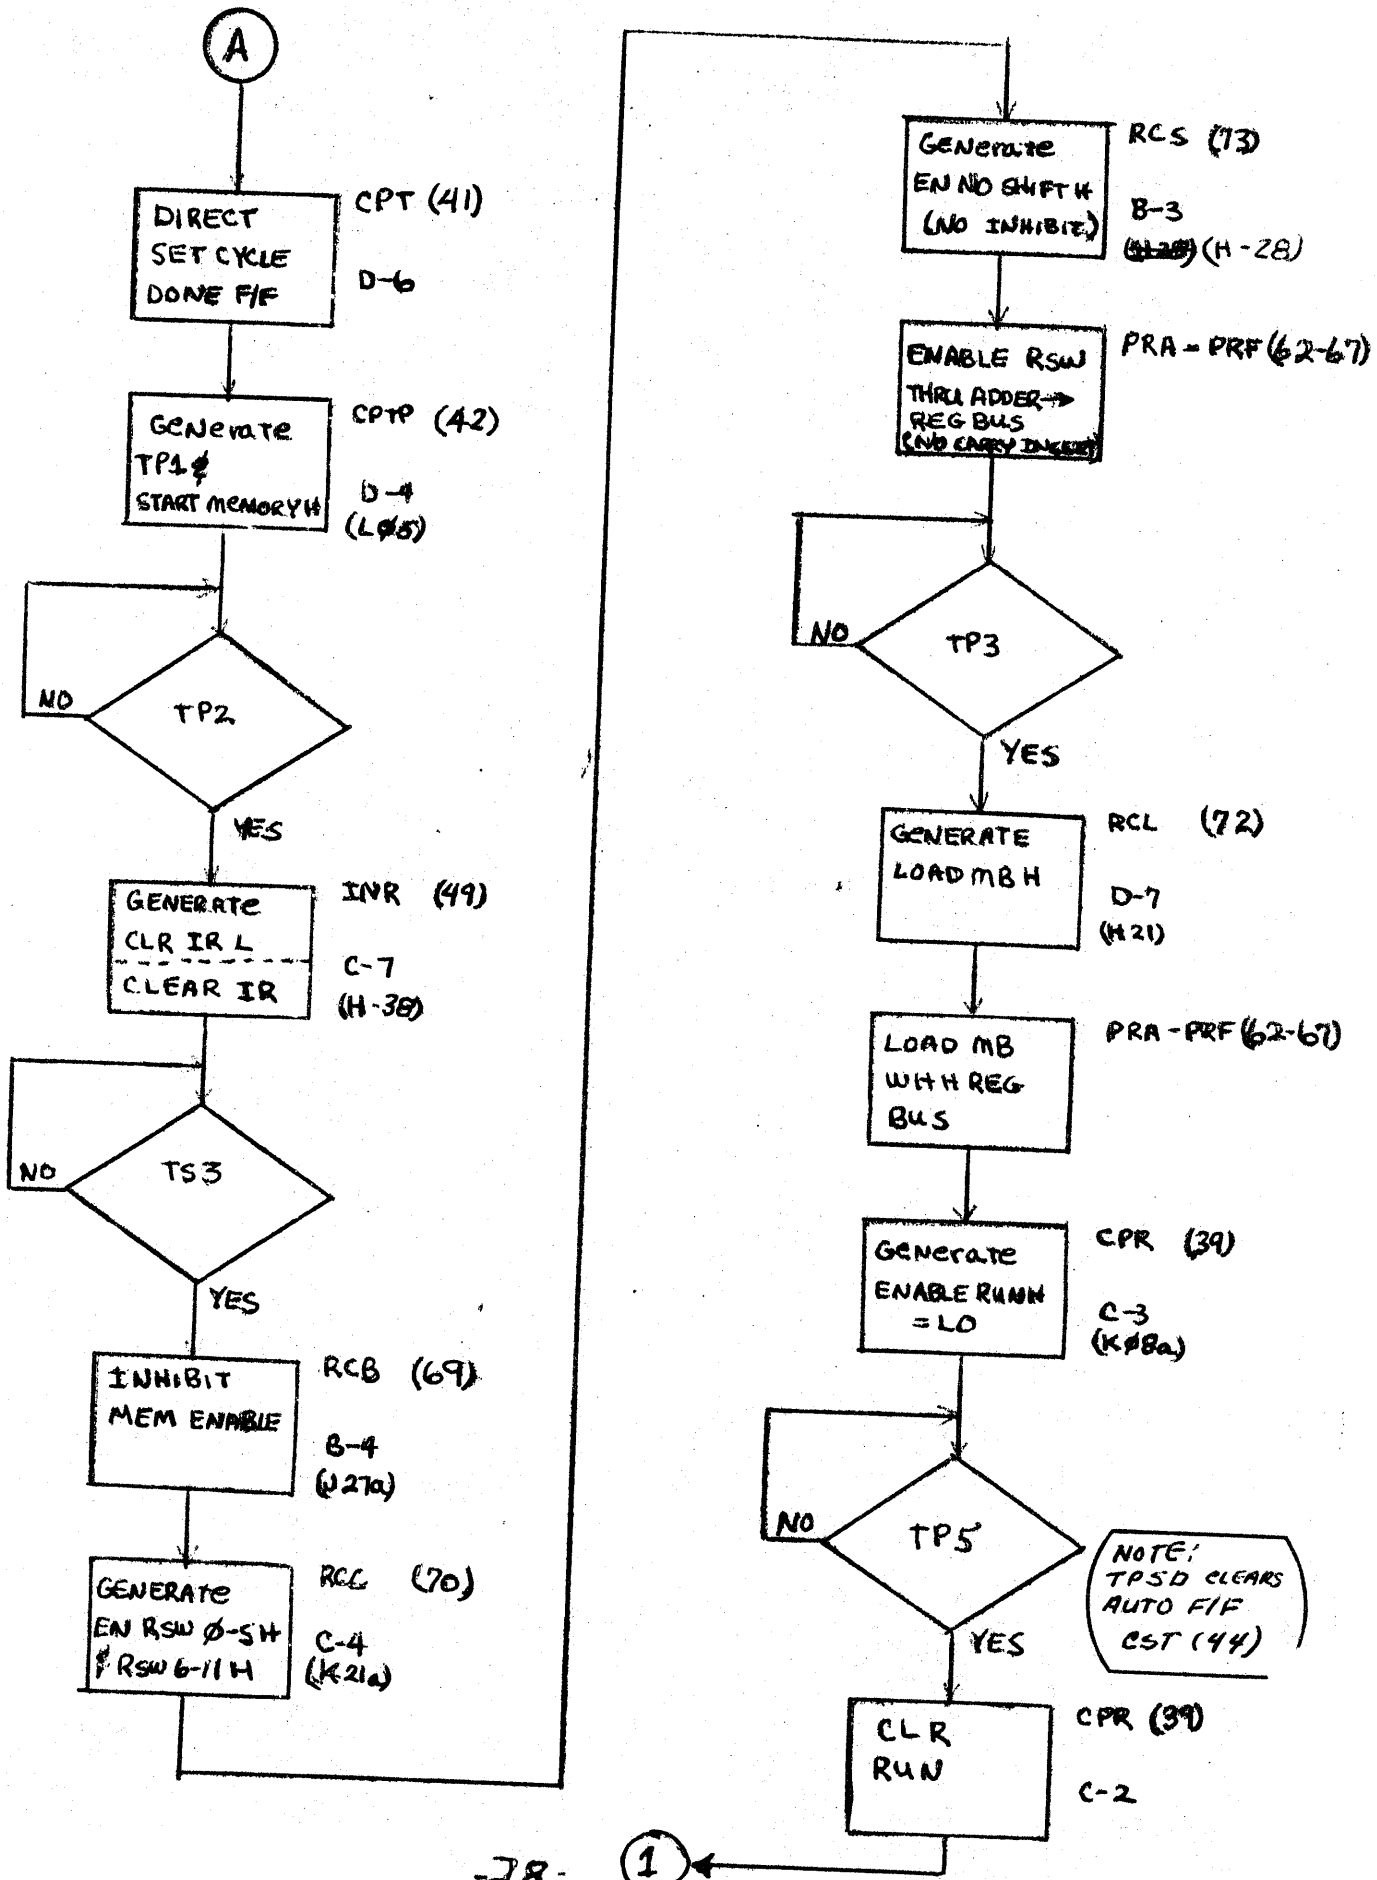 A
DIRECT
SET CYCLE
DONE F/F
CPT (41)
D-6
Generate
TP1 &
START MEMORY H
CPTP (42)
D-4
(LØ5)
NO
TP2
YES
GENERATE
CLR IR L
CLEAR IR
INR (49)
C-7
(H-38)
NO
TS3
YES
INHIBIT
MEM ENABLE
RCB (69)
B-4
(J27a)
GENERATE
EN RSW Ø-5H
& RSW 6-11 H
(70)
C-4
(K21a)
Generate
EN NO SHIFT H
(NO INHIBIT)
RCS (73)
B-3
(H-28)
ENABLE RSW
THRU ADDER→
REG BUS
(NO CARRY INSERT)
PRA - PRF (62-67)
NO
TP3
YES
GENERATE
LOAD MB H
RCL (72)
D-7
(H21)
LOAD MB
WITH REG
BUS
PRA - PRF (62-67)
Generate
ENABLE RUN H
= LO
CPR (39)
C-3
(KØ8a)
NO
TP5
YES
NOTE:
TP5D CLEARS
AUTO F/F
CST (44)
CLR
RUN
CPR (39)
C-2
1